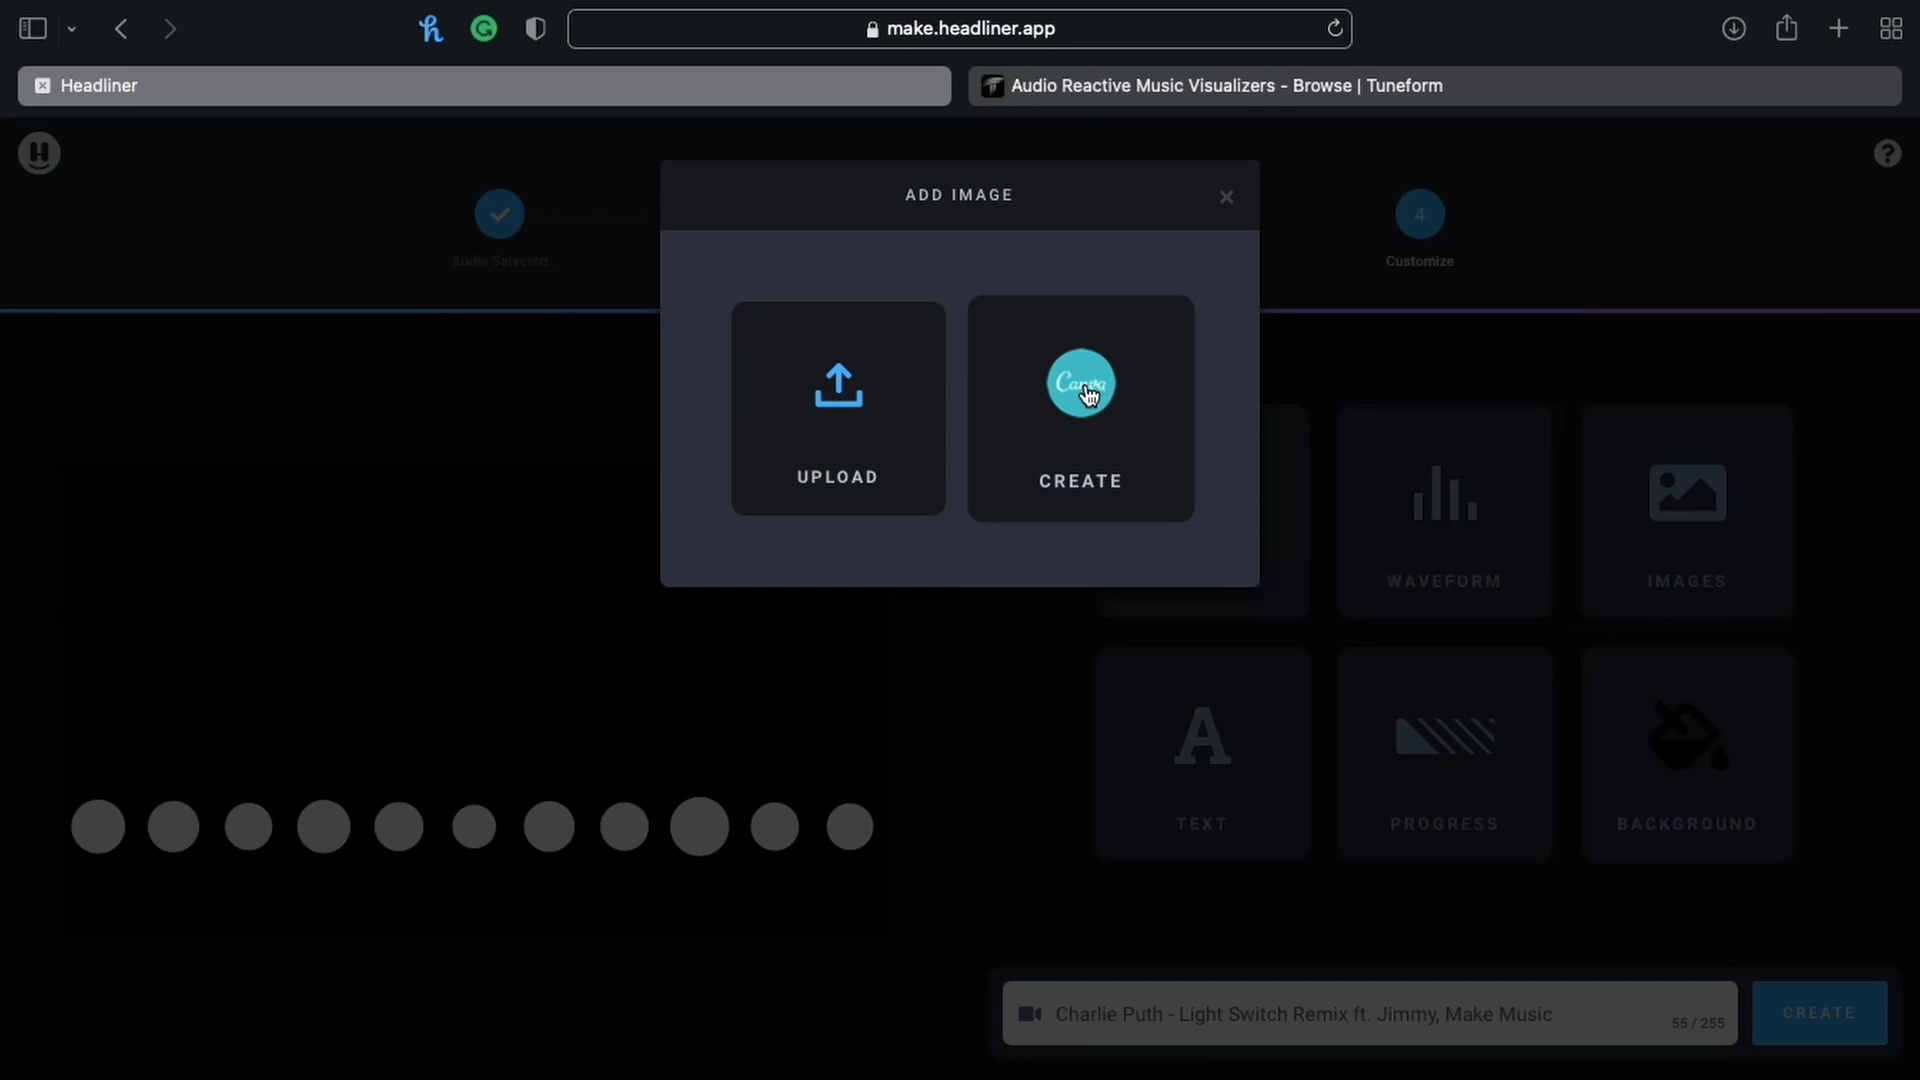 make.headliner.app
Headliner
Audio Reactive Music Visualizers - Browse | Tuneform
ADD IMAGE
Audio Selected
4
Customize
Canva
UPLOAD
CREATE
WAVEFORM
IMAGES
TEXT
PROGRESS
BACKGROUND
Charlie Puth - Light Switch Remix ft. Jimmy, Make Music
55 / 255
CREATE